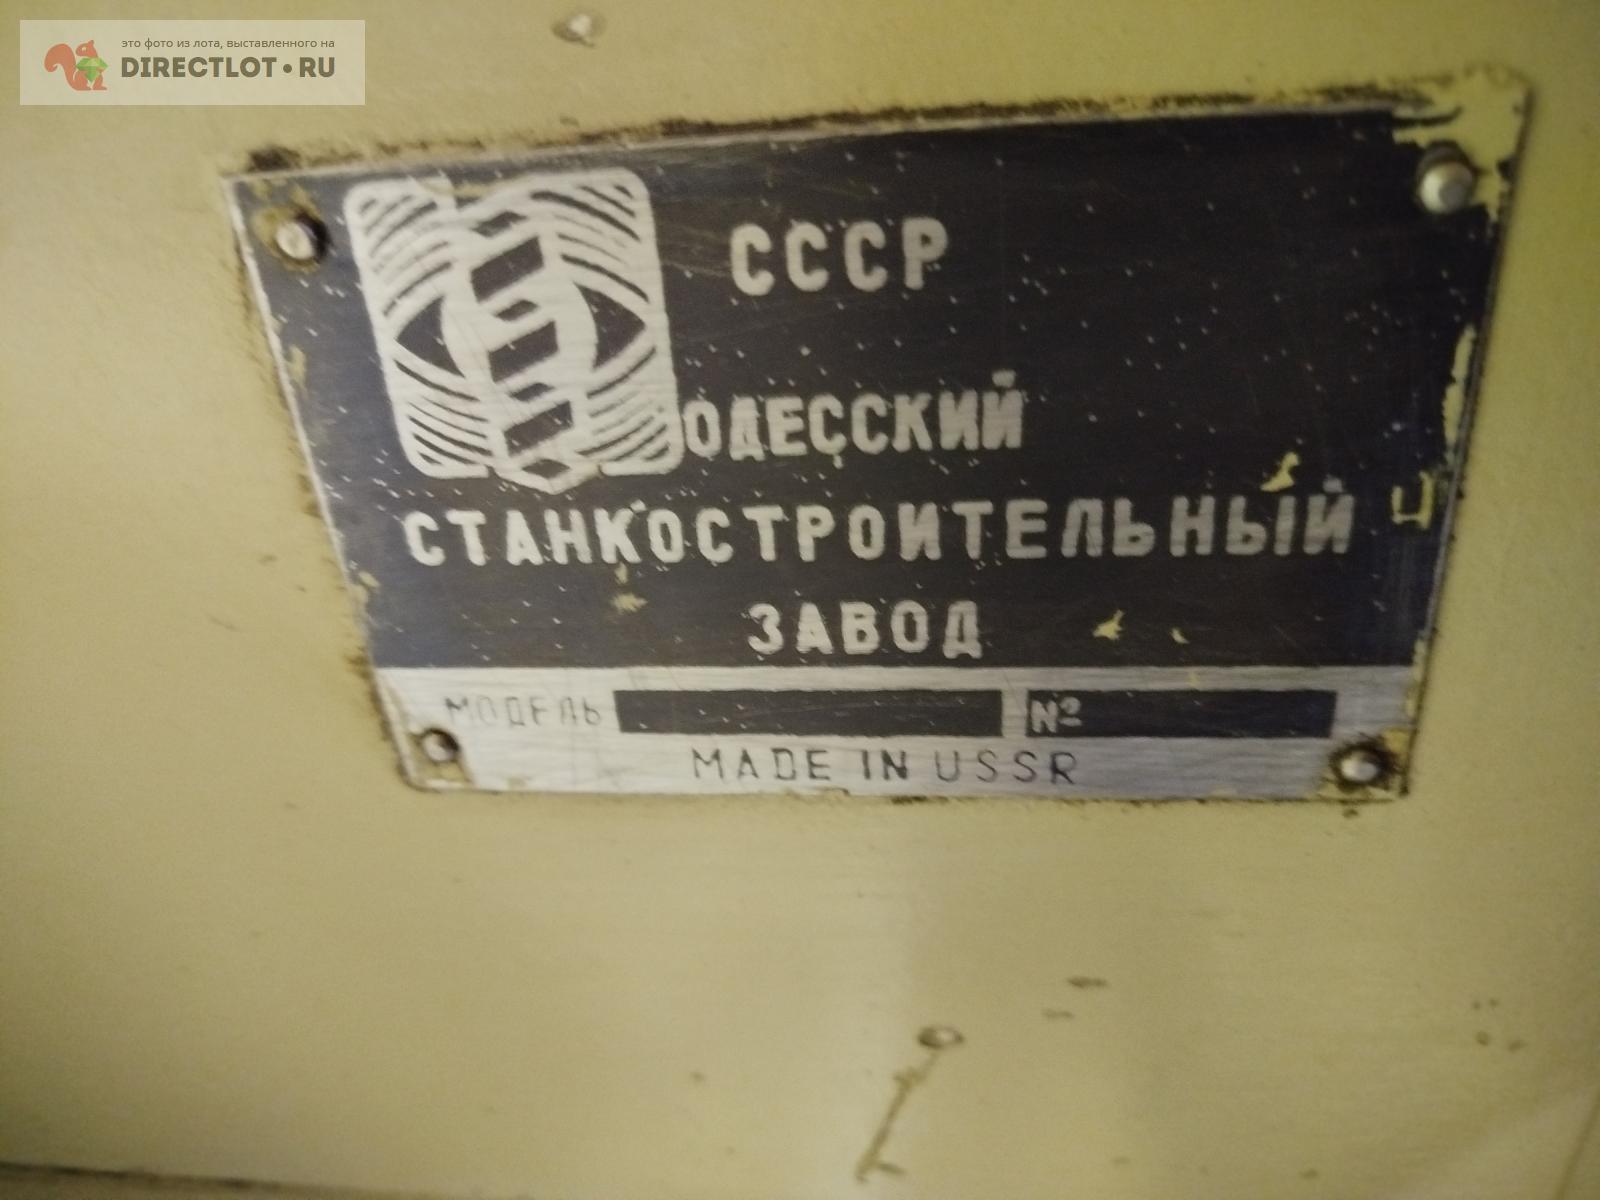 это фото из лота, выставленного на
DIRECTLOT•RU
СССР
ОДЕССКИЙ
СТАНКОСТРОИТЕЛЬНЫЙ
ЗАВОД
МОДЕЛЬ №
MADE IN USSR